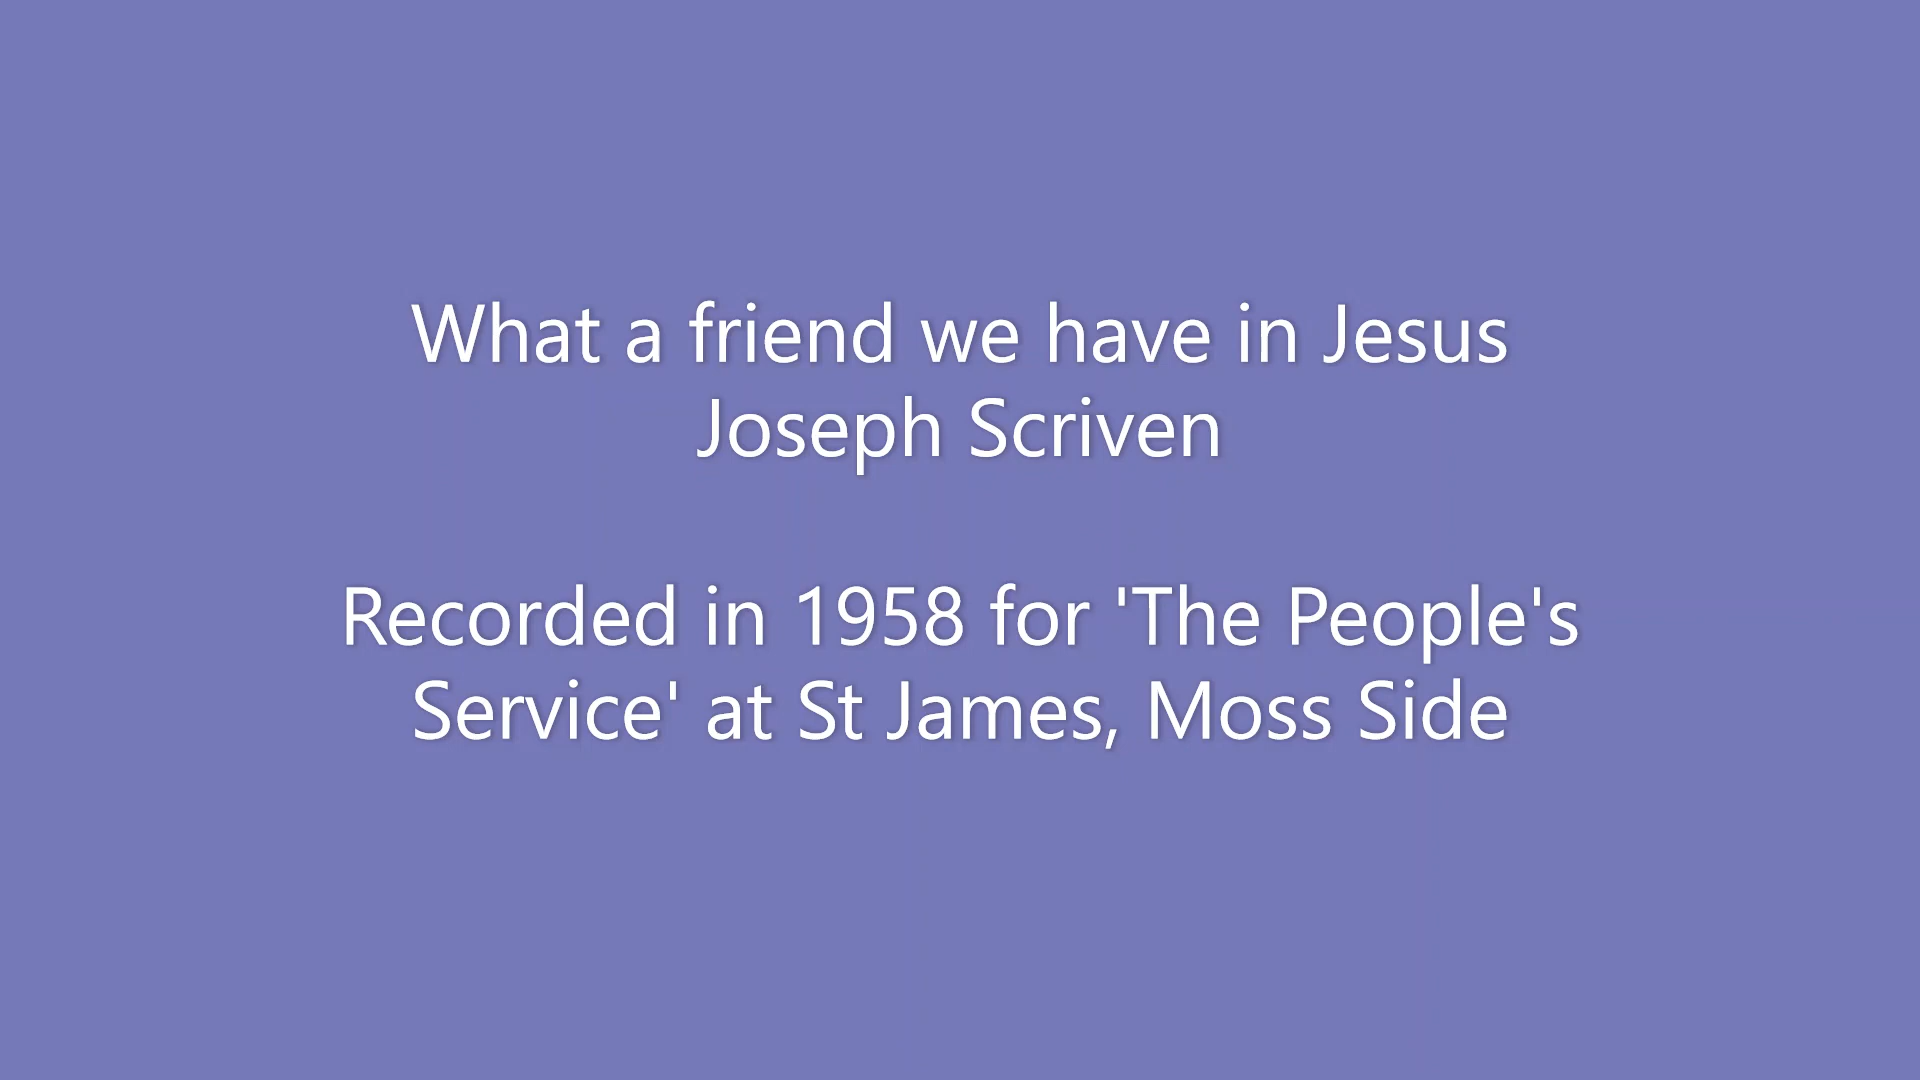 What a friend we have in Jesus
Joseph Scriven
Recorded in 1958 for 'The People's
Service' at St James, Moss Side